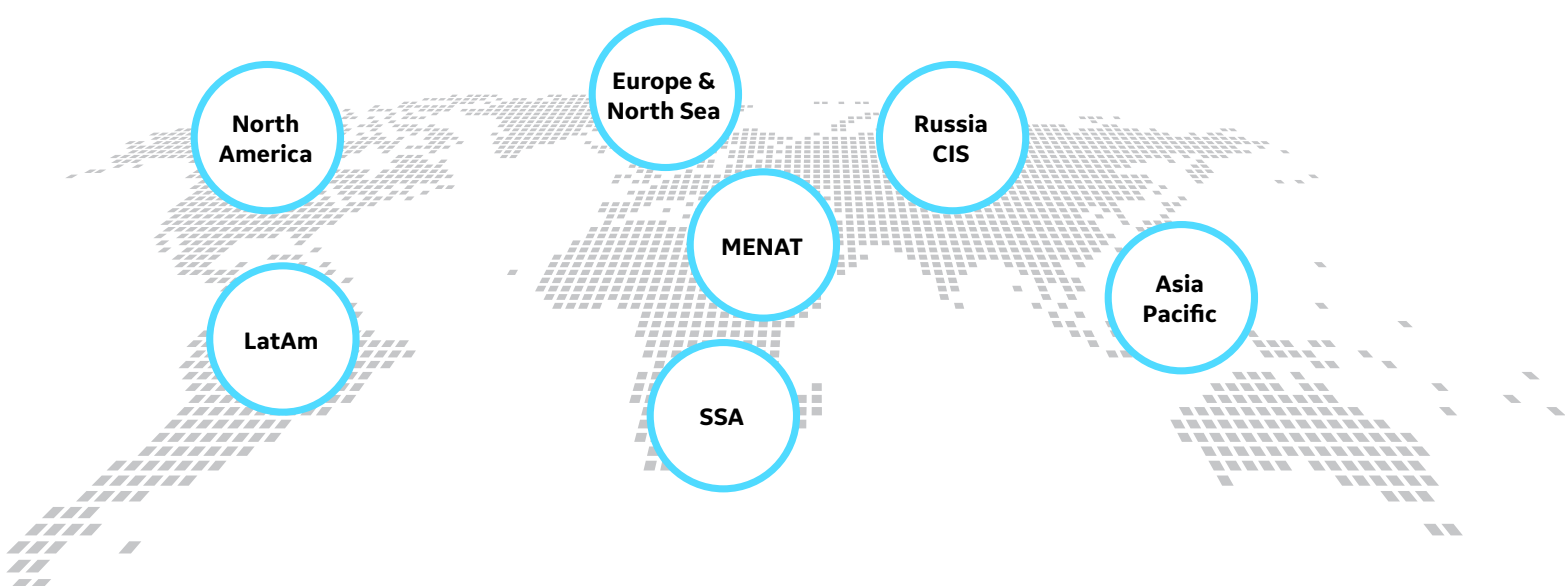 Europe &
North Sea
North
America
Russia
CIS
MENAT
Asia
Pacific
LatAm
SSA